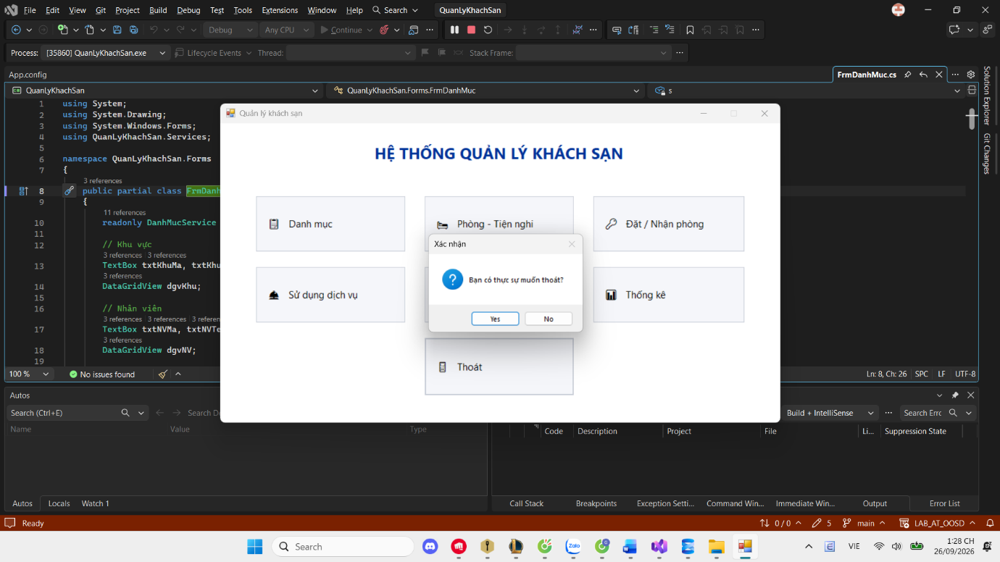 File Edit View Git Project Build Debug Test Tools Extensions Window Help Search QuanLyKhachSan
Debug Any CPU Continue
Process: [35860] QuanLyKhachSan.exe Lifecycle Events Thread: Stack Frame:
App.config FrmDanhMuc.cs
QuanLyKhachSan QuanLyKhachSan.Forms.FrmDanhMuc s
1 using System;
2 using System.Drawing;
3 using System.Windows.Forms;
4 using QuanLyKhachSan.Services;
5
6 namespace QuanLyKhachSan.Forms
7 {
3 references
8 public partial class FrmDanh
9 {
11 references
10 readonly DanhMucService
11
12 // Khu vực
3 references 3 references
13 TextBox txtKhuMa, txtKhu
3 references
14 DataGridView dgvKhu;
15
16 // Nhân viên
3 references 3 references 3 referen
17 TextBox txtNVMa, txtNVTe
3 references
18 DataGridView dgvNV;
19
Quản lý khách sạn
HỆ THỐNG QUẢN LÝ KHÁCH SẠN
Danh mục
Phòng - Tiện nghi
Đặt / Nhận phòng
Sử dụng dịch vụ
Thống kê
Thoát
Xác nhận
Bạn có thực sự muốn thoát?
Yes No
100 % No issues found Ln: 8, Ch: 26 SPC LF UTF-8
Autos
Search (Ctrl+E) Search De
Name Value Type
Build + IntelliSense Search Errc
Code Description Project File Li... Suppression State
Autos Locals Watch 1
Call Stack Breakpoints Exception Setti... Command Win... Immediate Win... Output Error List
Ready 0 / 0 5 main LAB_AT_OOSD
Solution Explorer
Git Changes
Search
Zalo
VIE
1:28 CH
26/09/2026